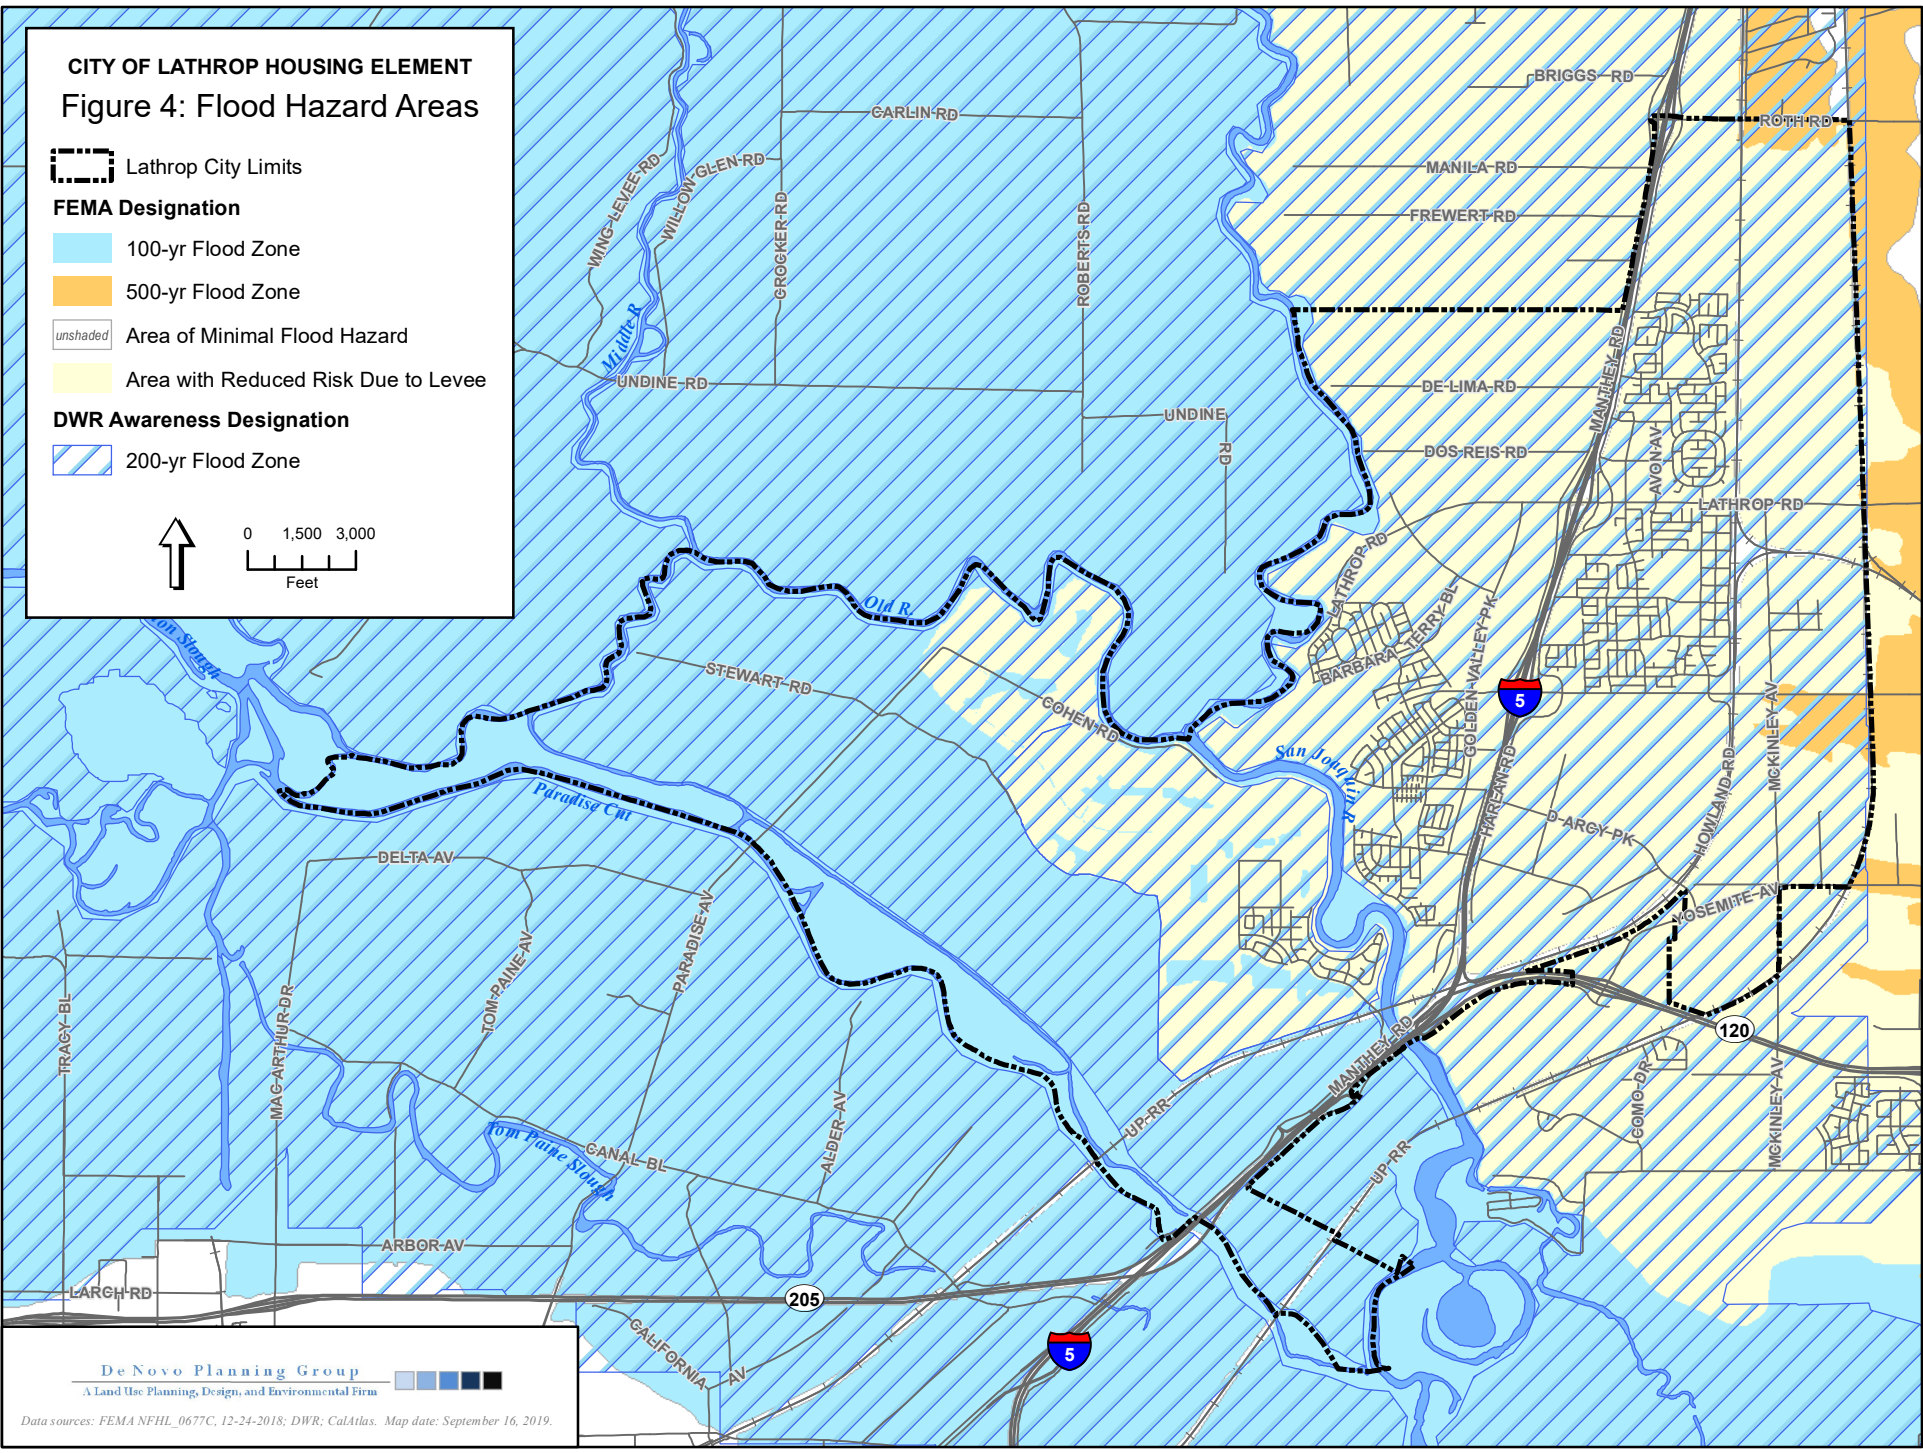 CITY OF LATHROP HOUSING ELEMENT
Figure 4: Flood Hazard Areas
Lathrop City Limits
FEMA Designation
100-yr Flood Zone
500-yr Flood Zone
unshaded
Area of Minimal Flood Hazard
Area with Reduced Risk Due to Levee
DWR Awareness Designation
200-yr Flood Zone
0 1,500 3,000
Feet
BRIGGS RD
CARLIN RD
ROTH RD
WING LEVEE RD
WILLOW GLEN RD
MANILA RD
CROCKER RD
ROBERTS RD
FREWERT RD
Middle R
UNDINE RD
MANTHEY RD
DE LIMA RD
UNDINE
RD
DOS REIS RD
AVON AV
LATHROP RD
LATHROP RD
Old R.
BARBARA TERRY BL
GOLDEN VALLEY PK
ton Slough
STEWART RD
COHEN RD
5
MCKINLEY AV
San Joaquin R
HARLAN RD
HOWLAND RD
Paradise Cut
D ARCY PK
DELTA AV
YOSEMITE AV
PARADISE AV
TOM PAINE AV
TRACY BL
MAC ARTHUR DR
MANTHEY RD
120
UP RR
COMO DR
MCKINLEY AV
Tom Paine Slough
CANAL BL
ALDER AV
UP RR
ARBOR AV
LARCH RD
205
CALIFORNIA
AV
5
De Novo Planning Group
A Land Use Planning, Design, and Environmental Firm
Data sources: FEMA NFHL_0677C, 12-24-2018; DWR; CalAtlas. Map date: September 16, 2019.